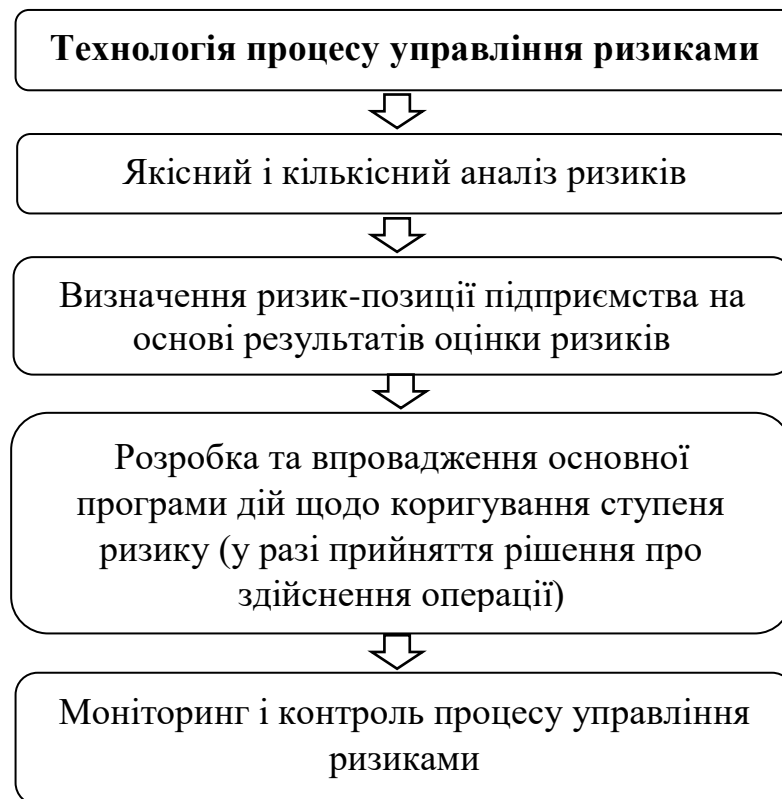 Технологія процесу управління ризиками
Якісний і кількісний аналіз ризиків
Визначення ризик-позиції підприємства на
основі результатів оцінки ризиків
Розробка та впровадження основної
програми дій щодо коригування ступеня
ризику (у разі прийняття рішення про
здійснення операції)
Моніторинг і контроль процесу управління
ризиками